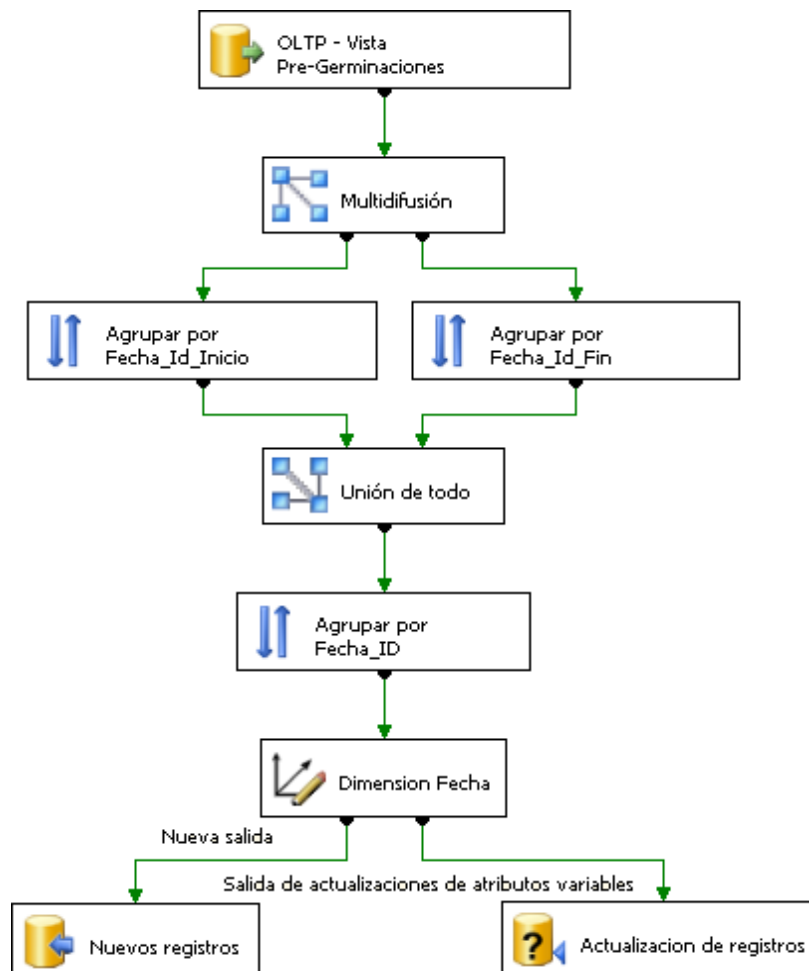 OLTP - Vista
Pre-Germinaciones
Multidifusión
Agrupar por
Fecha_Id_Inicio
Agrupar por
Fecha_Id_Fin
Unión de todo
Agrupar por
Fecha_ID
Dimension Fecha
Nueva salida
Salida de actualizaciones de atributos variables
Nuevos registros
?
Actualizacion de registros